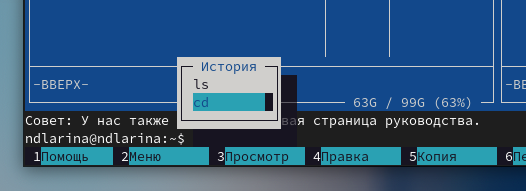 История
ls
-ВВЕРХ-
cd
63G / 99G (63%)
Совет: У нас также вая страница руководства.
ndlarina@ndlarina:~$
1Помощь 2Меню 3Просмотр 4Правка 5Копия 6